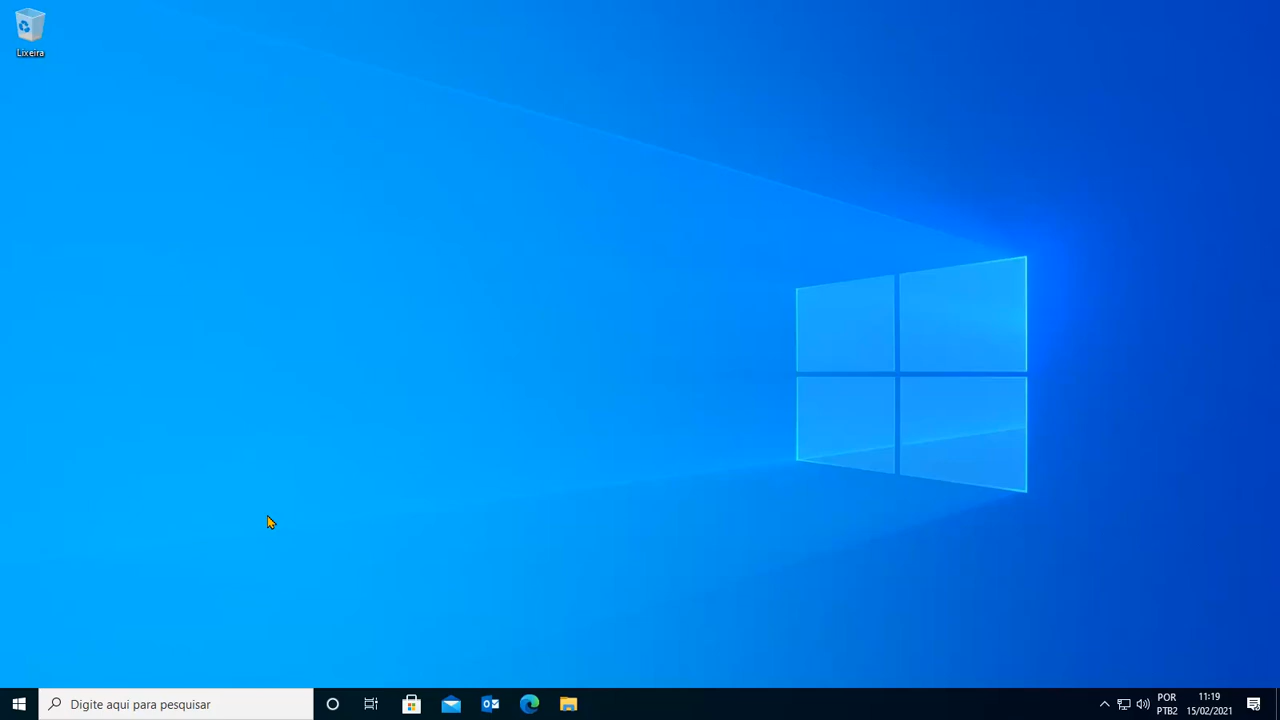 Lixeira
Digite aqui para pesquisar
POR
PTB2
11:19
15/02/2021